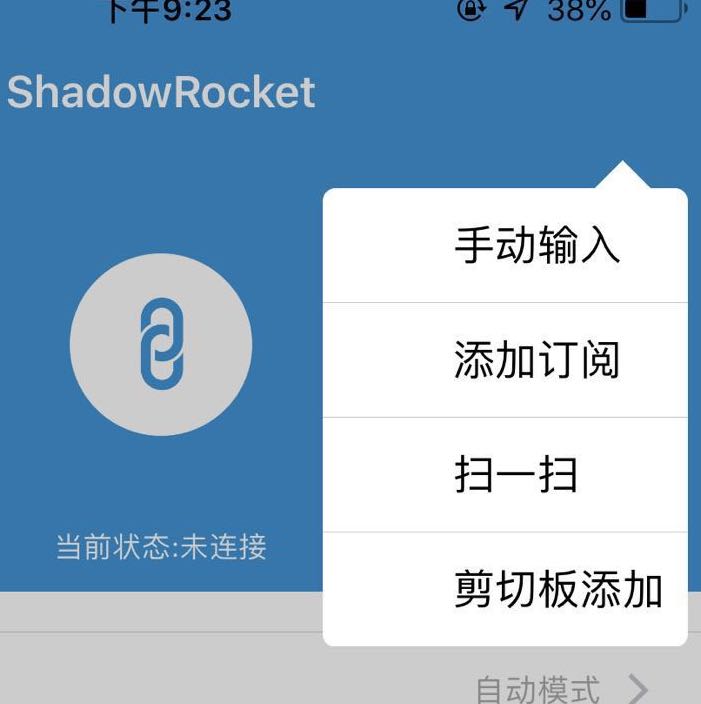 下午9:23 38%
ShadowRocket
手动输入
添加订阅
扫一扫
当前状态:未连接
剪切板添加
自动模式